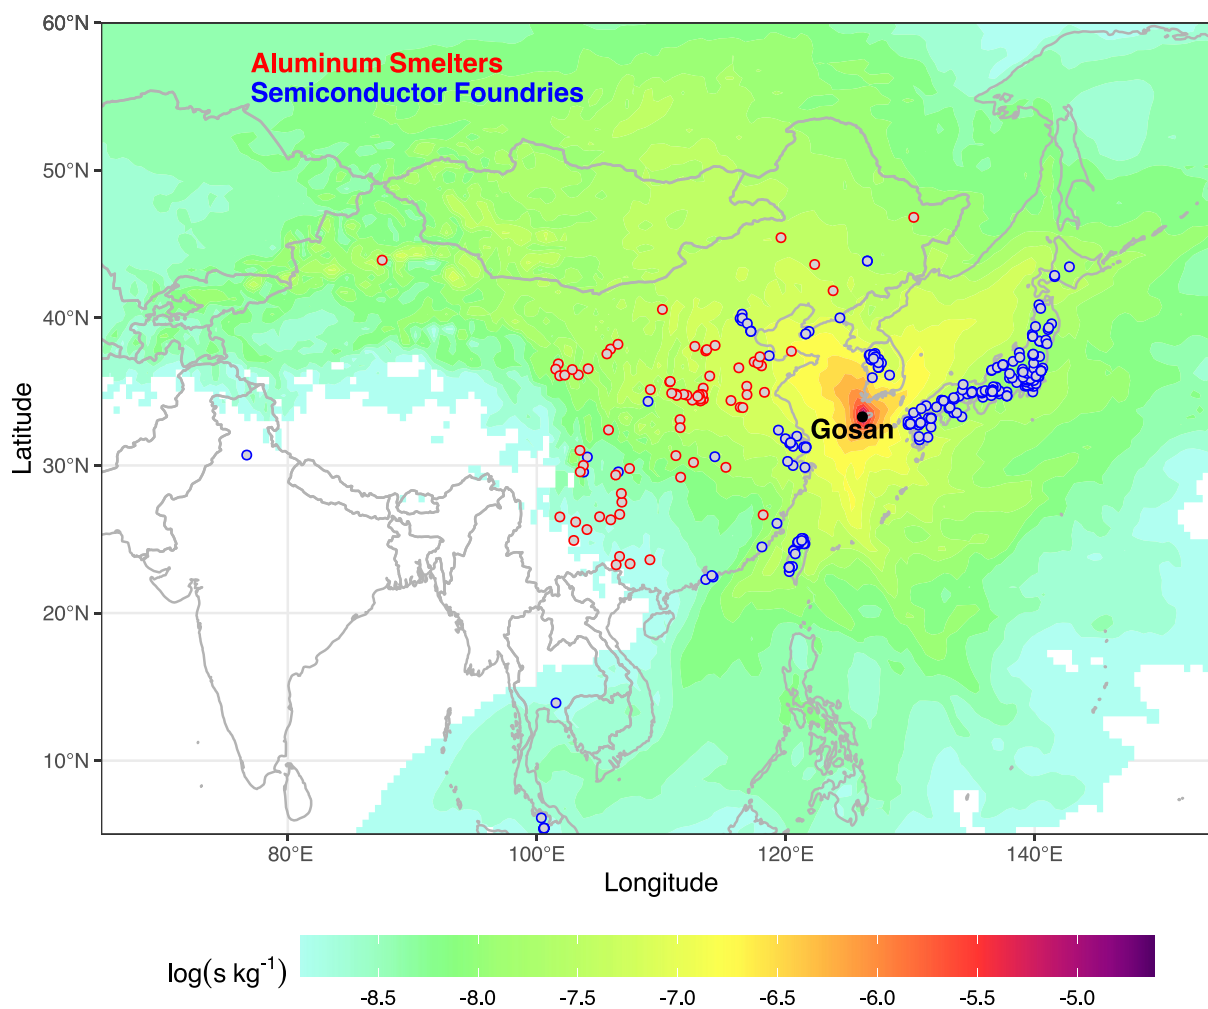 Aluminum Smelters
Semiconductor Foundries
60°N
50°N
40°N
30°N
20°N
10°N
Latitude
Gosan
80°E 100°E 120°E 140°E
Longitude
log(s kg⁻¹)
-8.5 -8.0 -7.5 -7.0 -6.5 -6.0 -5.5 -5.0